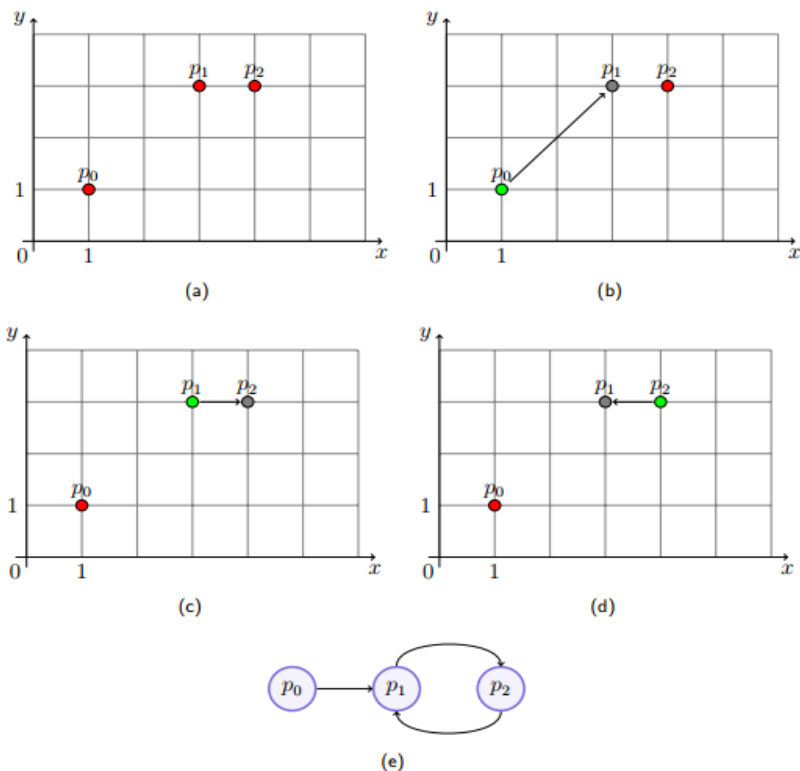 y
p₁ p₂
p₀
1
0 1 x
(a)
y
p₁ p₂
p₀
1
0 1 x
(b)
y
p₁ p₂
p₀
1
0 1 x
(c)
y
p₁ p₂
p₀
1
0 1 x
(d)
p₀ p₁ p₂
(e)